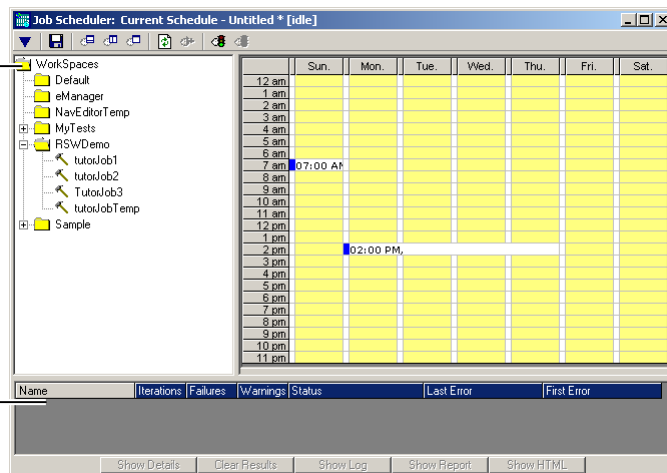 Job Scheduler: Current Schedule - Untitled * [idle]
WorkSpaces
Default
eManager
NavEditorTemp
MyTests
RSWDemo
tutorJob1
tutorJob2
TutorJob3
tutorJobTemp
Sample
Sun. Mon. Tue. Wed. Thu. Fri. Sat.
12 am
1 am
2 am
3 am
4 am
5 am
6 am
7 am 07:00 AM
8 am
9 am
10 am
11 am
12 pm
1 pm
2 pm 02:00 PM,
3 pm
4 pm
5 pm
6 pm
7 pm
8 pm
9 pm
10 pm
11 pm
Name Iterations Failures Warnings Status Last Error First Error
Show Details Clear Results Show Log Show Report Show HTML